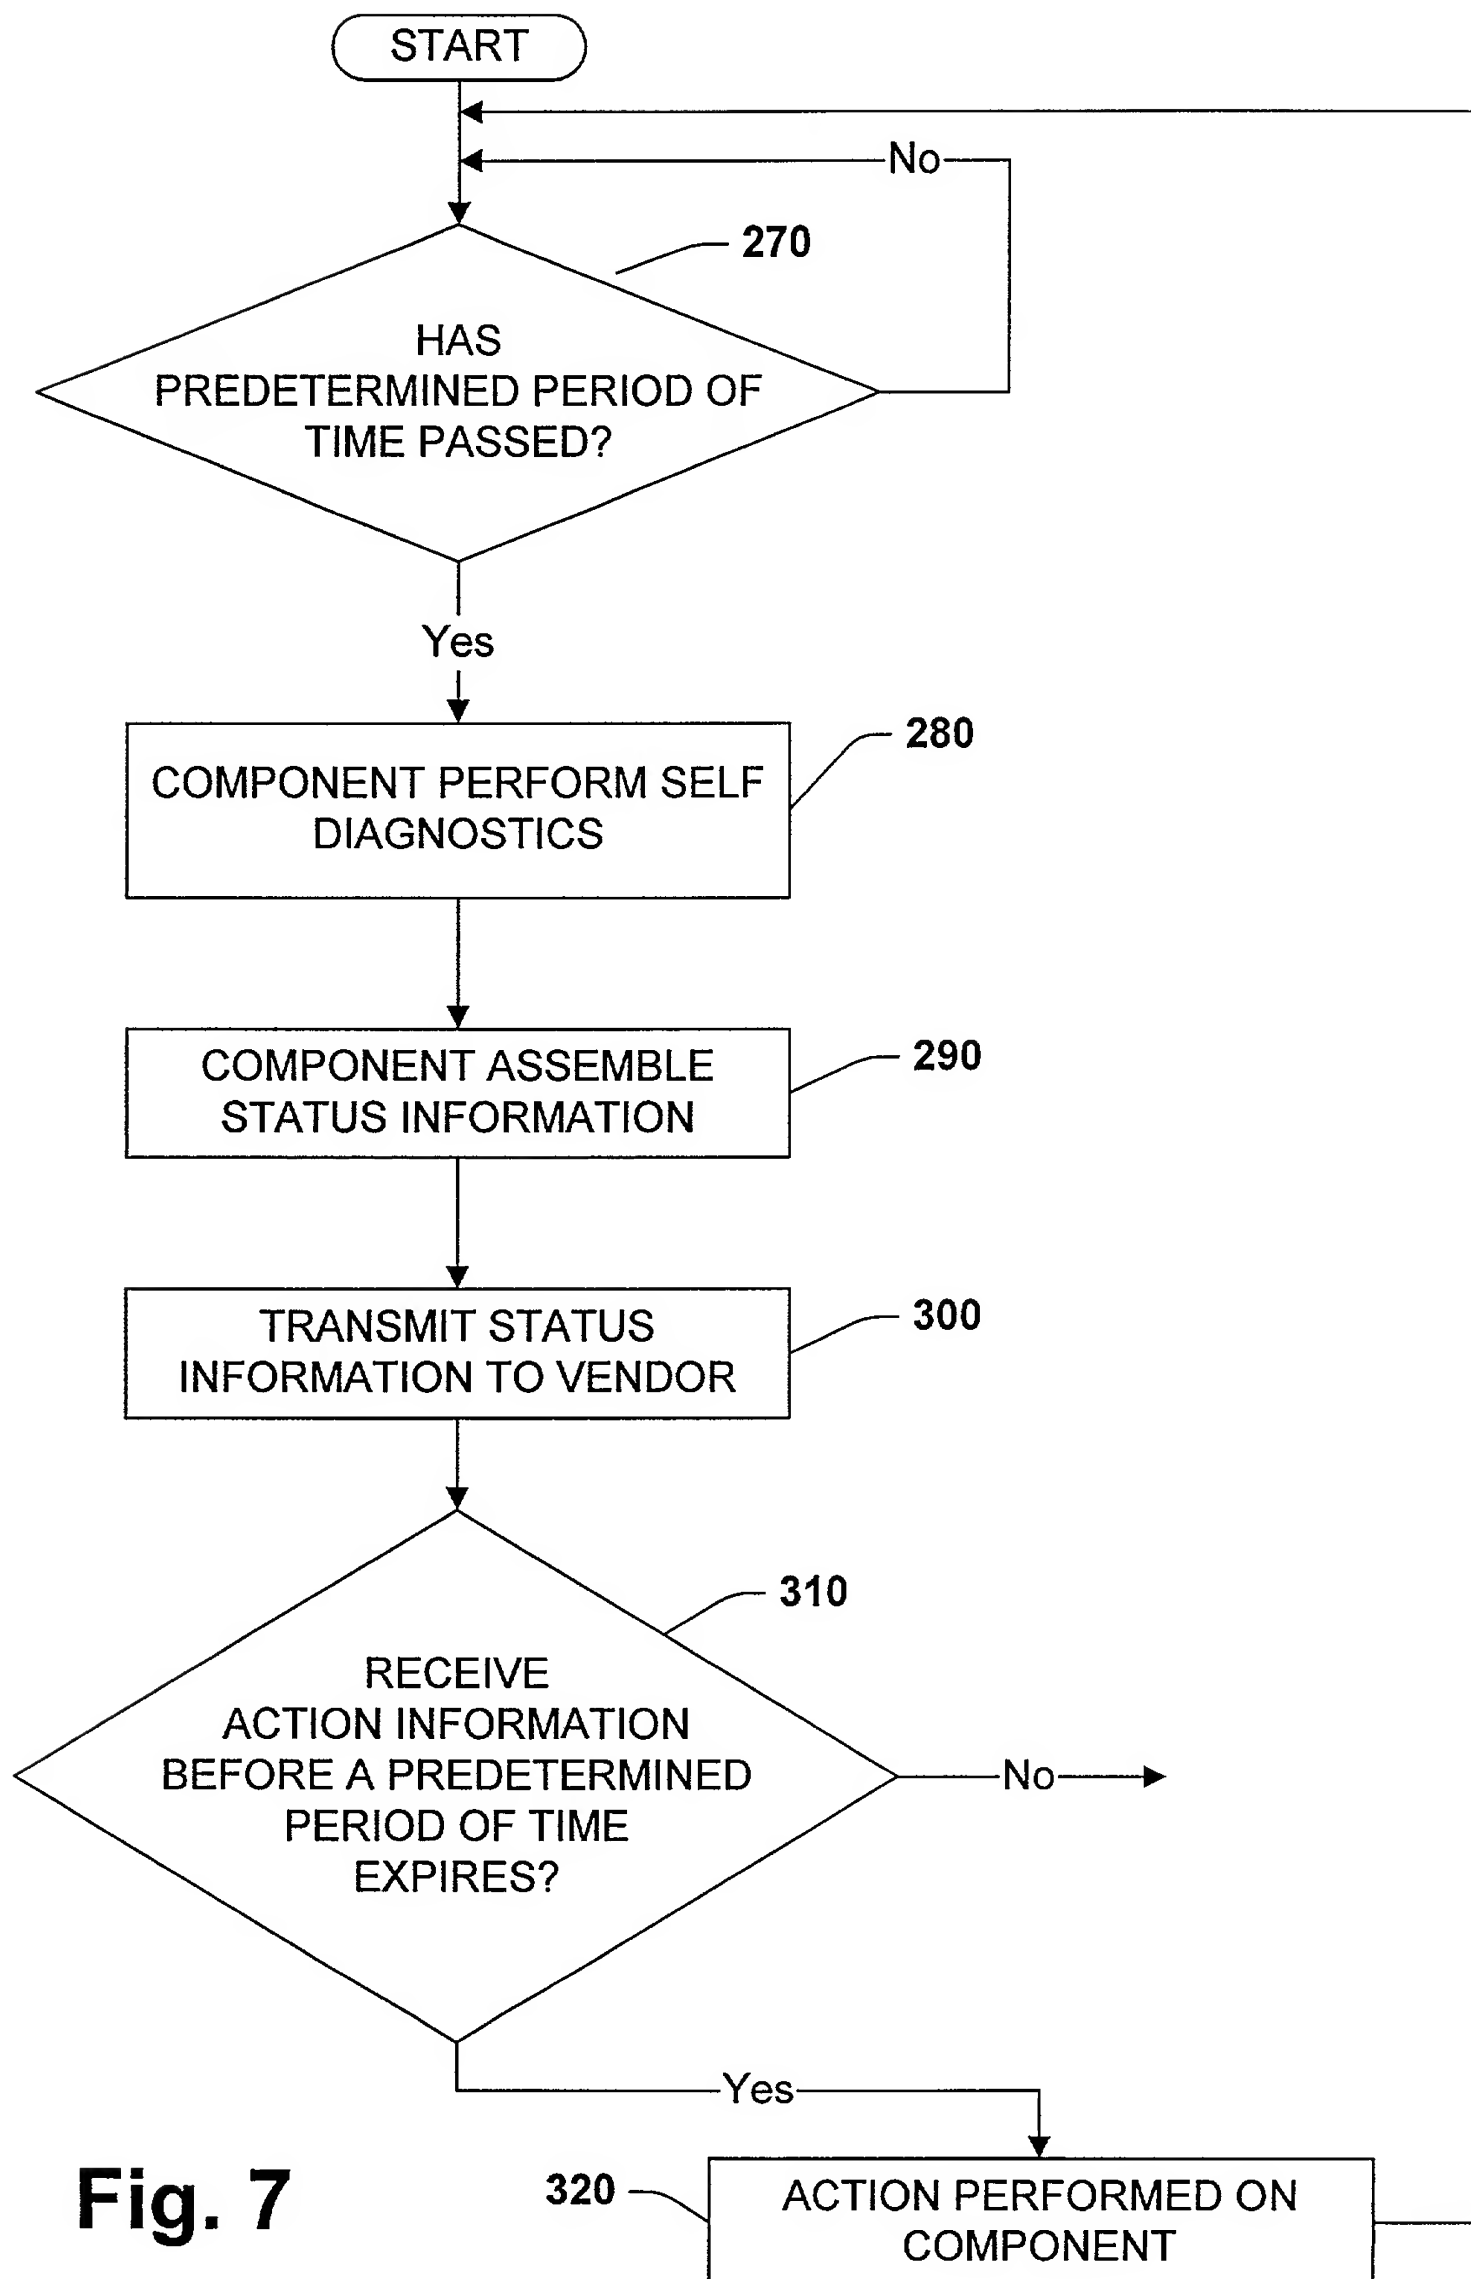 START
No
270
HAS
PREDETERMINED PERIOD OF
TIME PASSED?
Yes
280
COMPONENT PERFORM SELF
DIAGNOSTICS
290
COMPONENT ASSEMBLE
STATUS INFORMATION
300
TRANSMIT STATUS
INFORMATION TO VENDOR
310
RECEIVE
ACTION INFORMATION
BEFORE A PREDETERMINED
PERIOD OF TIME
EXPIRES?
No
Yes
320
ACTION PERFORMED ON
COMPONENT
Fig. 7